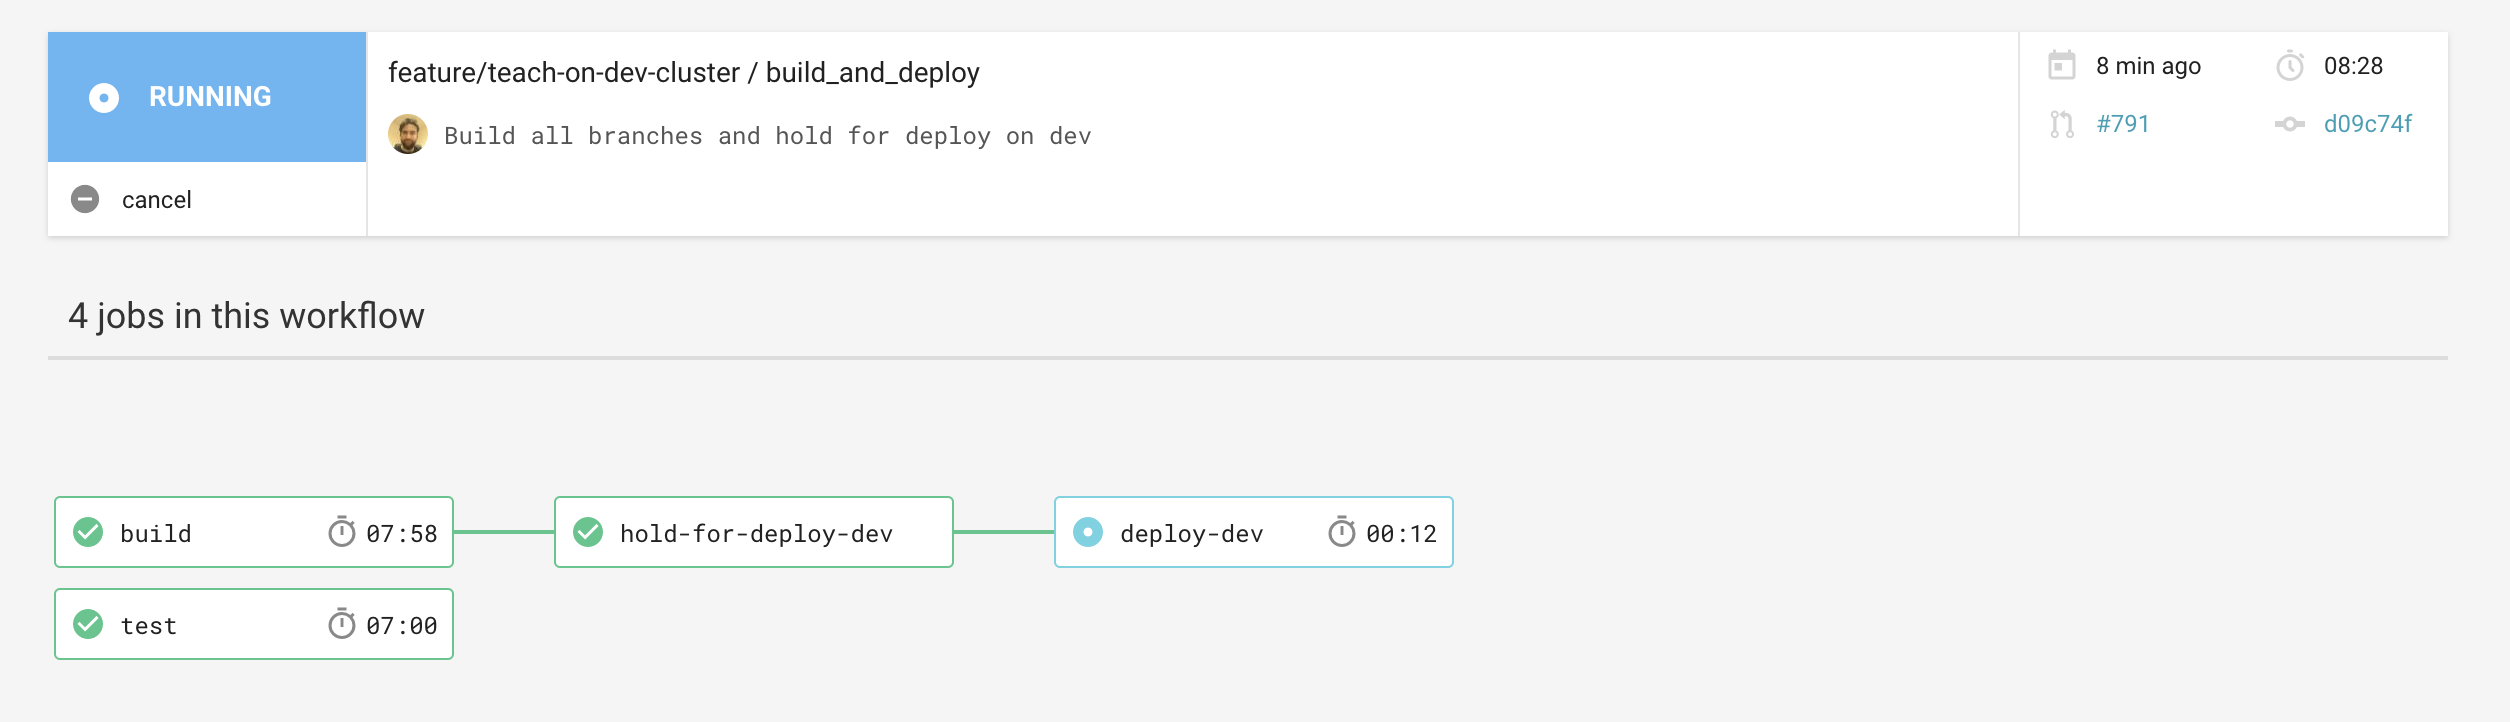 RUNNING
cancel
feature/teach-on-dev-cluster / build_and_deploy
Build all branches and hold for deploy on dev
8 min ago 08:28
#791 d09c74f
4 jobs in this workflow
build 07:58 hold-for-deploy-dev deploy-dev 00:12
test 07:00